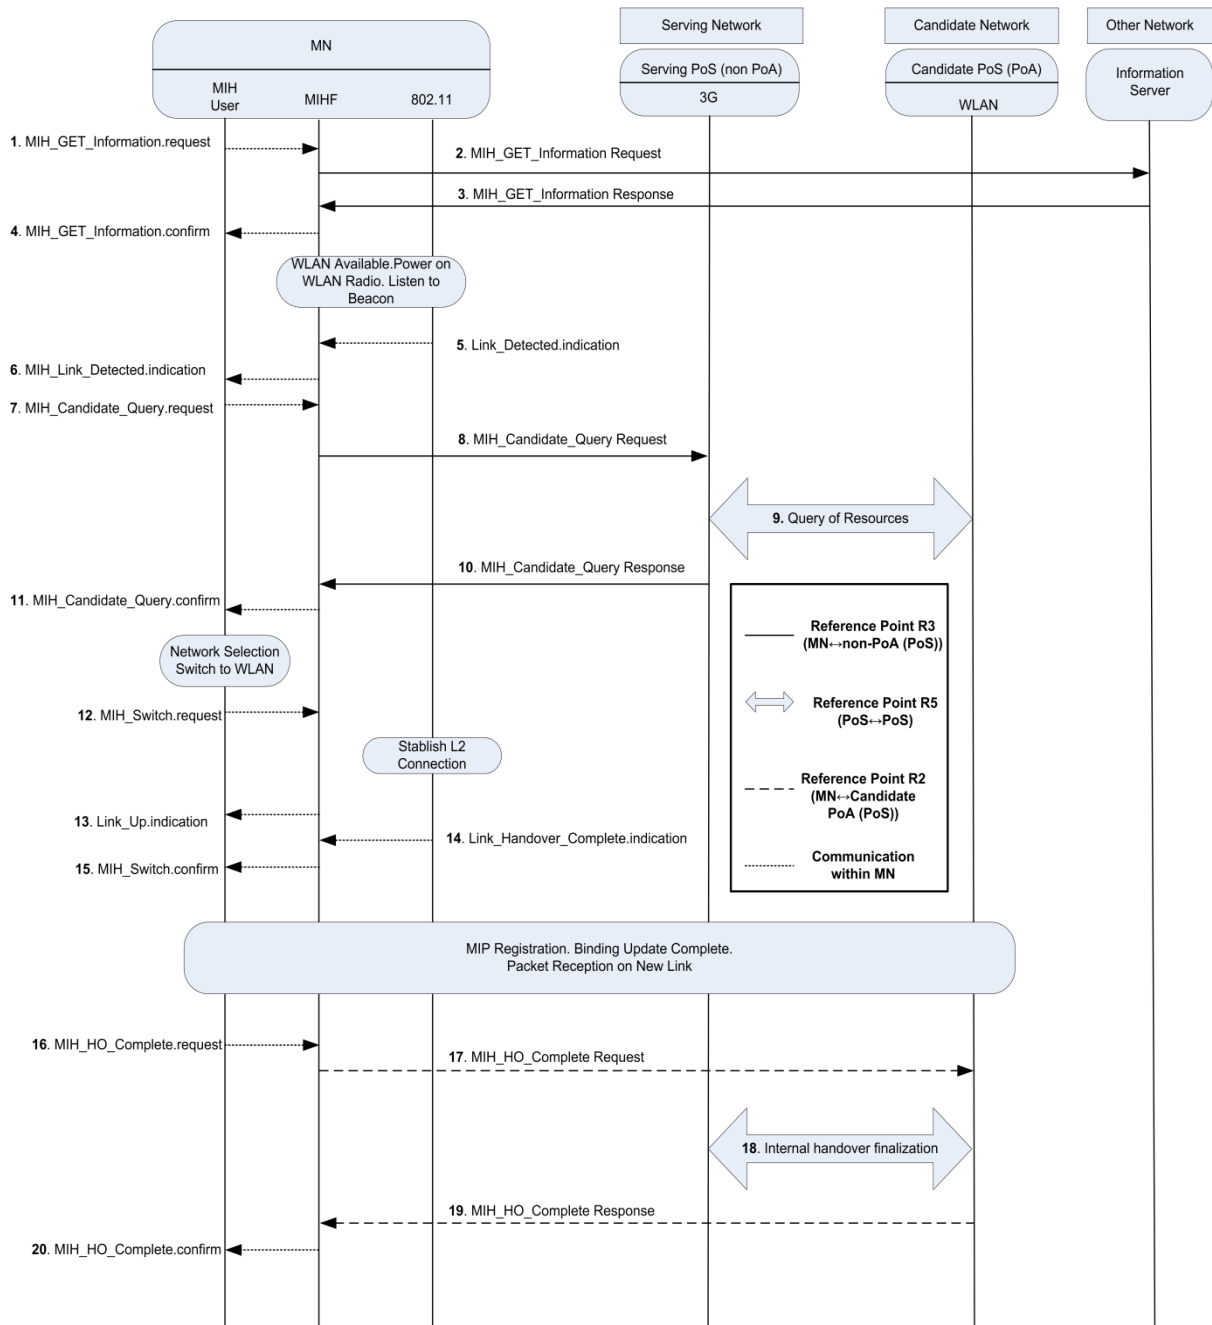 Serving Network
Candidate Network
Other Network
MN
Serving PoS (non PoA)
Candidate PoS (PoA)
Information
Server
MIH
User
MIHF
802.11
3G
WLAN
1. MIH_GET_Information.request
2. MIH_GET_Information Request
3. MIH_GET_Information Response
4. MIH_GET_Information.confirm
WLAN Available.Power on
WLAN Radio. Listen to
Beacon
5. Link_Detected.indication
6. MIH_Link_Detected.indication
7. MIH_Candidate_Query.request
8. MIH_Candidate_Query Request
9. Query of Resources
10. MIH_Candidate_Query Response
11. MIH_Candidate_Query.confirm
Network Selection
Switch to WLAN
12. MIH_Switch.request
Stablish L2
Connection
13. Link_Up.indication
14. Link_Handover_Complete.indication
15. MIH_Switch.confirm
Reference Point R3
(MN↔non-PoA (PoS))
Reference Point R5
(PoS↔PoS)
Reference Point R2
(MN↔Candidate
PoA (PoS))
Communication
within MN
MIP Registration. Binding Update Complete.
Packet Reception on New Link
16. MIH_HO_Complete.request
17. MIH_HO_Complete Request
18. Internal handover finalization
19. MIH_HO_Complete Response
20. MIH_HO_Complete.confirm